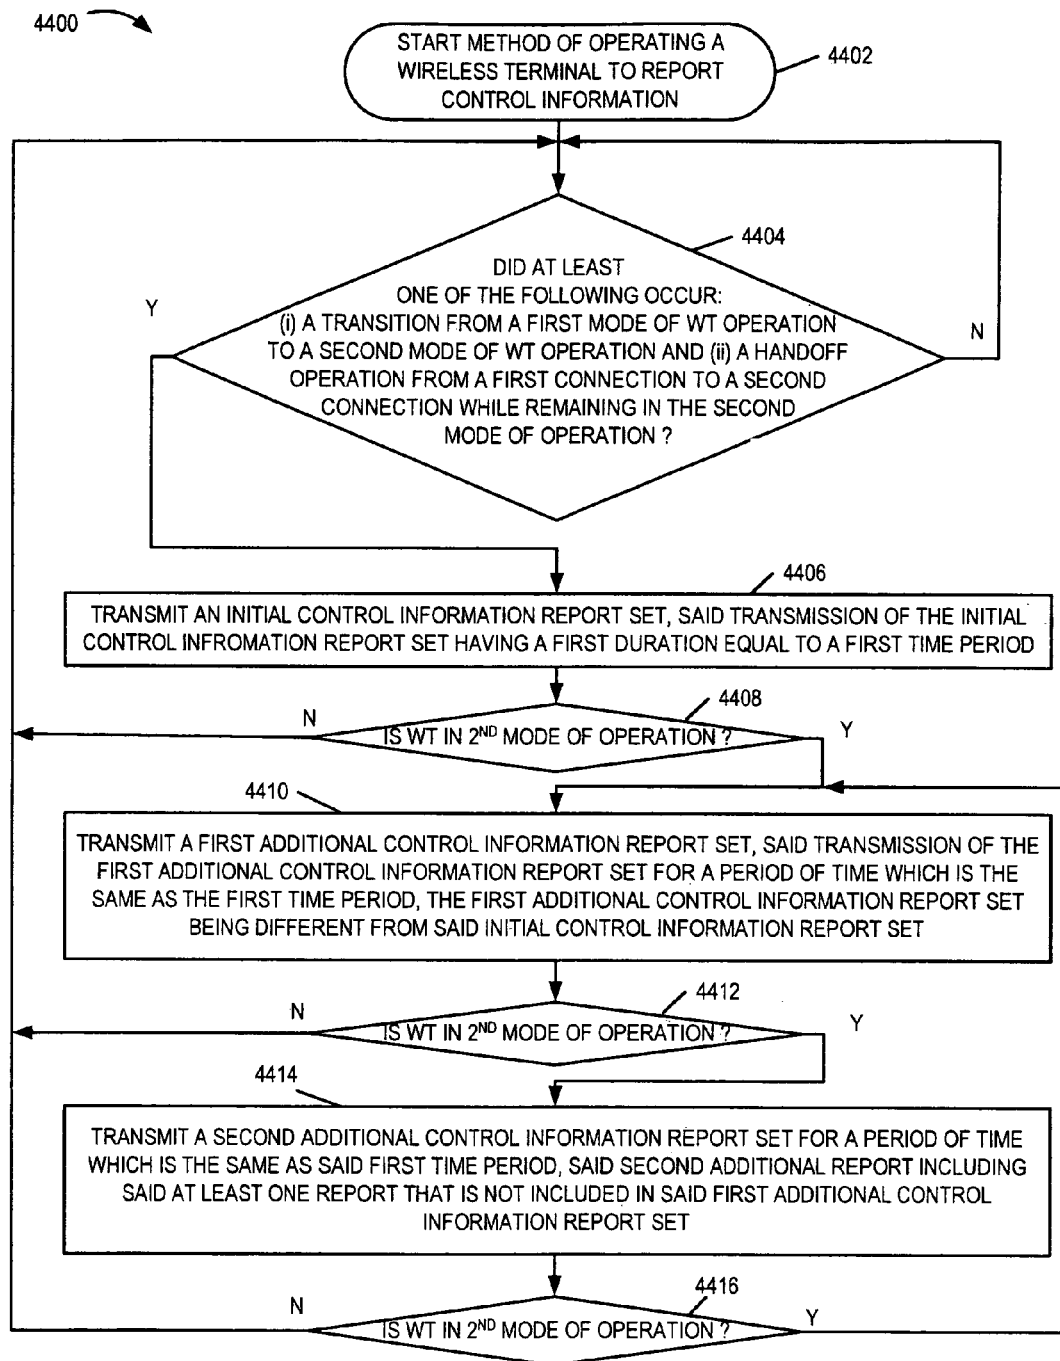 4400
START METHOD OF OPERATING A
WIRELESS TERMINAL TO REPORT
CONTROL INFORMATION
4402
4404
DID AT LEAST
ONE OF THE FOLLOWING OCCUR:
(i) A TRANSITION FROM A FIRST MODE OF WT OPERATION
TO A SECOND MODE OF WT OPERATION AND (ii) A HANDOFF
OPERATION FROM A FIRST CONNECTION TO A SECOND
CONNECTION WHILE REMAINING IN THE SECOND
MODE OF OPERATION ?
Y
N
4406
TRANSMIT AN INITIAL CONTROL INFORMATION REPORT SET, SAID TRANSMISSION OF THE INITIAL
CONTROL INFROMATION REPORT SET HAVING A FIRST DURATION EQUAL TO A FIRST TIME PERIOD
4408
N
IS WT IN 2ND MODE OF OPERATION ?
Y
4410
TRANSMIT A FIRST ADDITIONAL CONTROL INFORMATION REPORT SET, SAID TRANSMISSION OF THE
FIRST ADDITIONAL CONTROL INFORMATION REPORT SET FOR A PERIOD OF TIME WHICH IS THE
SAME AS THE FIRST TIME PERIOD, THE FIRST ADDITIONAL CONTROL INFORMATION REPORT SET
BEING DIFFERENT FROM SAID INITIAL CONTROL INFORMATION REPORT SET
4412
N
IS WT IN 2ND MODE OF OPERATION ?
Y
4414
TRANSMIT A SECOND ADDITIONAL CONTROL INFORMATION REPORT SET FOR A PERIOD OF TIME
WHICH IS THE SAME AS SAID FIRST TIME PERIOD, SAID SECOND ADDITIONAL REPORT INCLUDING
SAID AT LEAST ONE REPORT THAT IS NOT INCLUDED IN SAID FIRST ADDITIONAL CONTROL
INFORMATION REPORT SET
4416
N
IS WT IN 2ND MODE OF OPERATION ?
Y